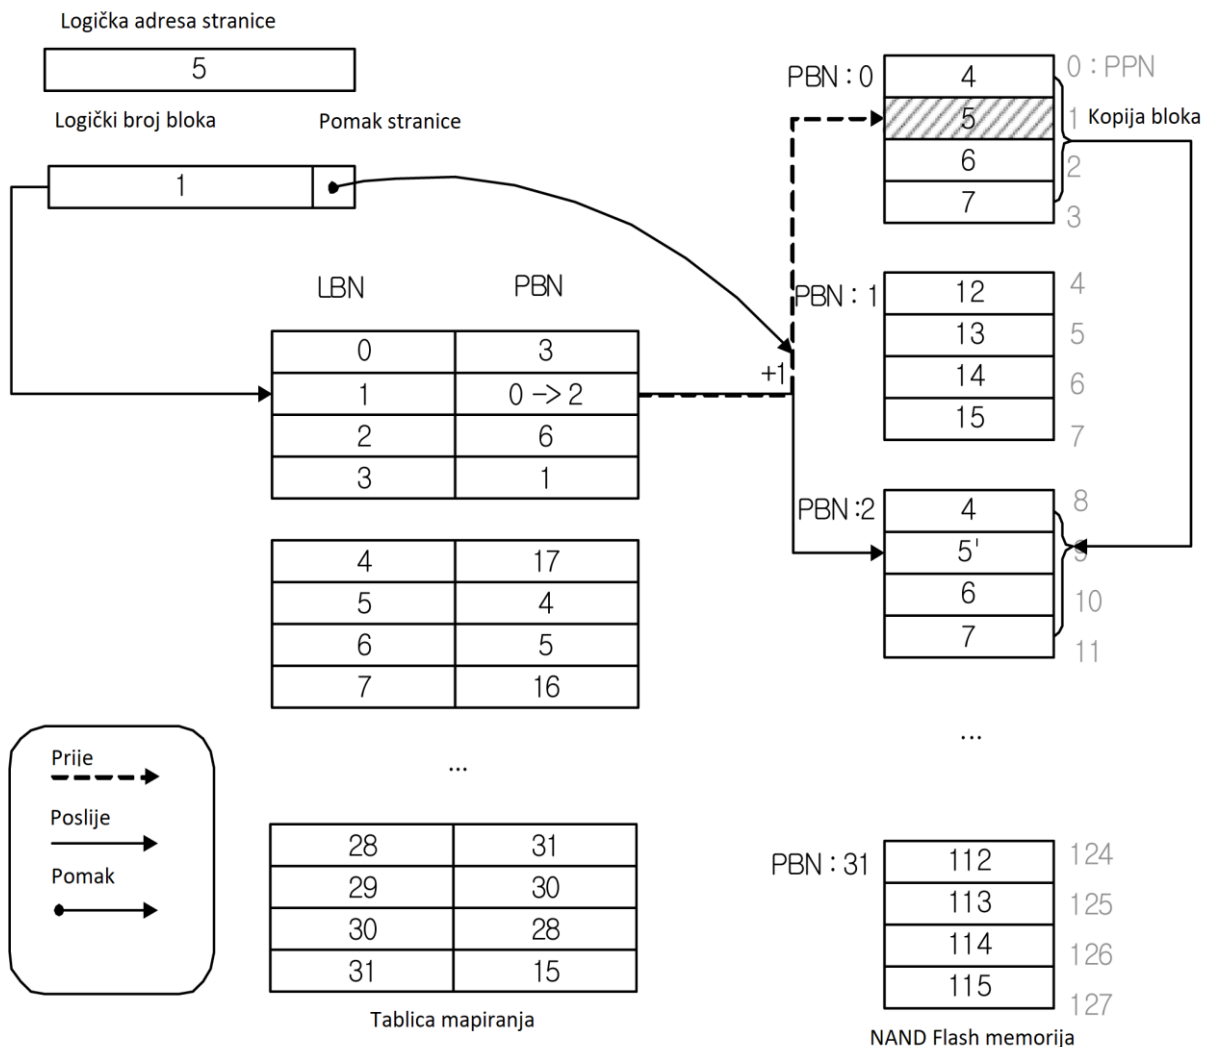 Logička adresa stranice
5
Logički broj bloka Pomak stranice
1
LBN PBN
0 3
1 0 -> 2
2 6
3 1
4 17
5 4
6 5
7 16
...
28 31
29 30
30 28
31 15
Tablica mapiranja
+1
PBN : 0 4 0 : PPN
5 1 Kopija bloka
6 2
7 3
PBN : 1 12 4
13 5
14 6
15 7
PBN :2 4 8
5' 9
6 10
7 11
...
PBN : 31 112 124
113 125
114 126
115 127
NAND Flash memorija
Prije
Poslije
Pomak